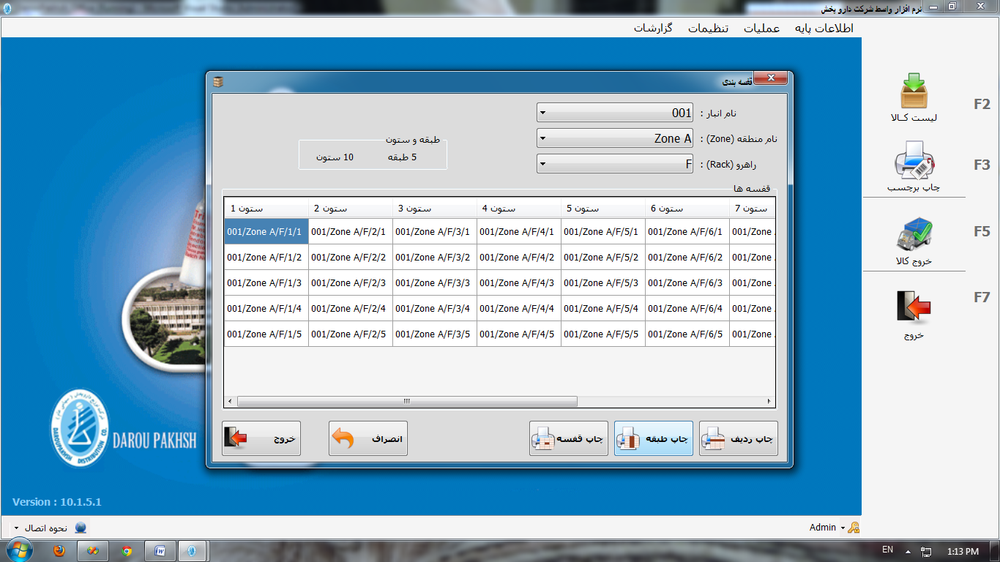 نرم افزار واسط شرکت دارو پخش
اطلاعات پایه عملیات تنظیمات گزارشات
F2
لیست کـالا
F3
چاپ برچسب
F5
خروج کالا
F7
خروج
قفسه بندی
نام انبار : 001
نام منطقه (Zone) : Zone A
راهرو (Rack) : F
طبقه و ستون
5 طبقه 10 ستون
قفسه ها
ستون 1 ستون 2 ستون 3 ستون 4 ستون 5 ستون 6 ستون 7
001/Zone A/F/1/1 001/Zone A/F/2/1 001/Zone A/F/3/1 001/Zone A/F/4/1 001/Zone A/F/5/1 001/Zone A/F/6/1 001/Zone
001/Zone A/F/1/2 001/Zone A/F/2/2 001/Zone A/F/3/2 001/Zone A/F/4/2 001/Zone A/F/5/2 001/Zone A/F/6/2 001/Zone
001/Zone A/F/1/3 001/Zone A/F/2/3 001/Zone A/F/3/3 001/Zone A/F/4/3 001/Zone A/F/5/3 001/Zone A/F/6/3 001/Zone
001/Zone A/F/1/4 001/Zone A/F/2/4 001/Zone A/F/3/4 001/Zone A/F/4/4 001/Zone A/F/5/4 001/Zone A/F/6/4 001/Zone
001/Zone A/F/1/5 001/Zone A/F/2/5 001/Zone A/F/3/5 001/Zone A/F/4/5 001/Zone A/F/5/5 001/Zone A/F/6/5 001/Zone
چاپ ردیف چاپ طبقه چاپ قفسه انصراف خروج
DAROU PAKHSH
DAROUPAKHSH DISTRIBUTION CO.
Version : 10.1.5.1
Admin
نحوه اتصال
EN 1:13 PM